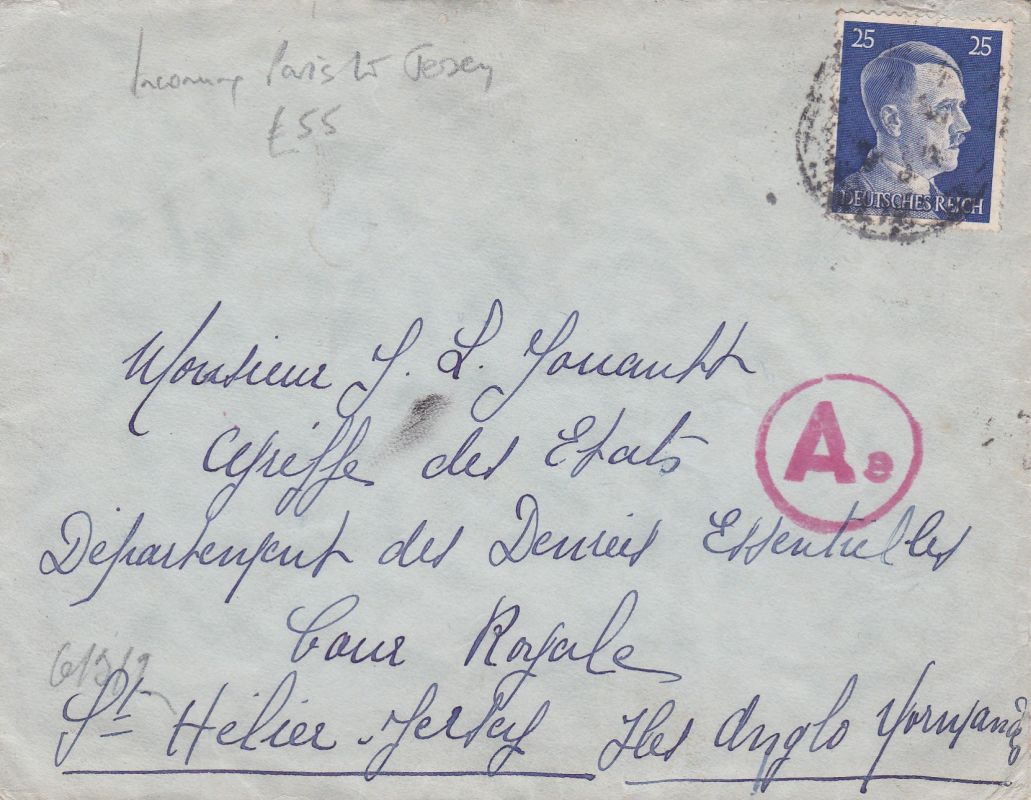 Incoming Paris to Jersey
£55
25 25
DEUTSCHES REICH
Monsieur J. L. Jouault
Greffe des Etats
Aa
Département des Denrées Essentielles
Cour Royale
St Hélier - Jersey Iles Anglo Normandes